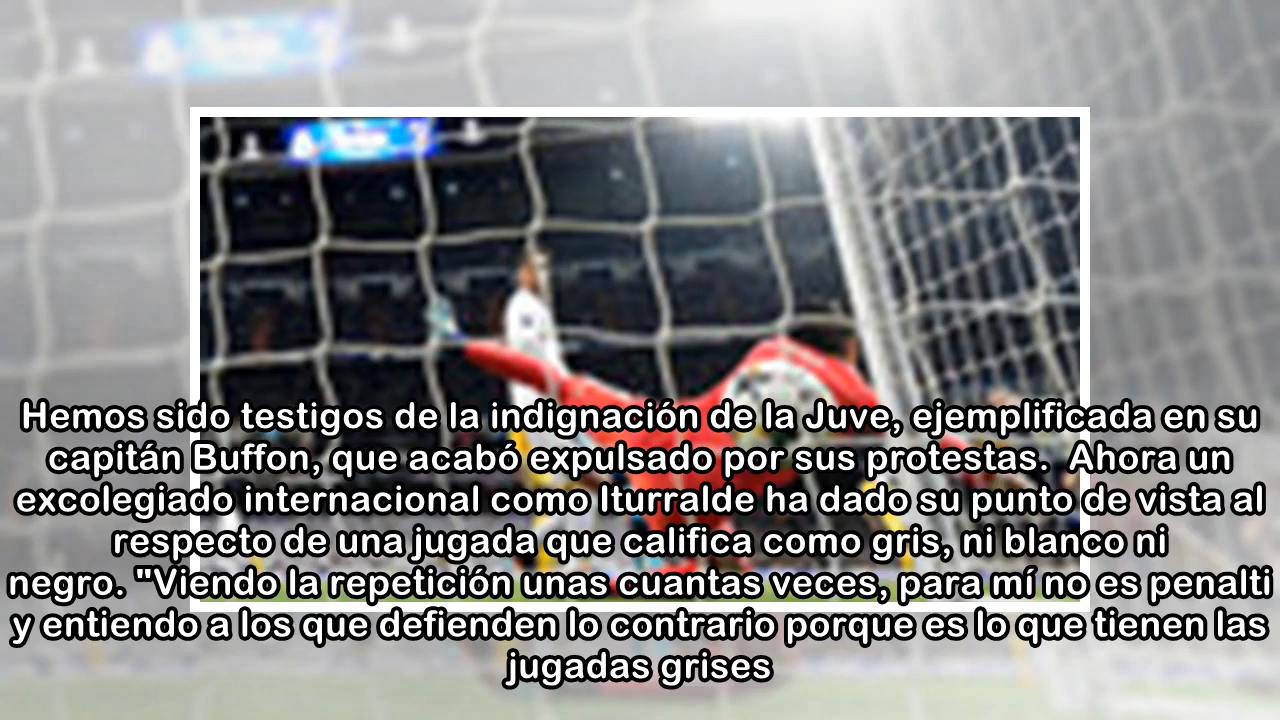 Hemos sido testigos de la indignación de la Juve, ejemplificada en su
capitán Buffon, que acabó expulsado por sus protestas.  Ahora un
excolegiado internacional como Iturralde ha dado su punto de vista al
respecto de una jugada que califica como gris, ni blanco ni
negro. "Viendo la repetición unas cuantas veces, para mí no es penalti
y entiendo a los que defienden lo contrario porque es lo que tienen las
jugadas grises